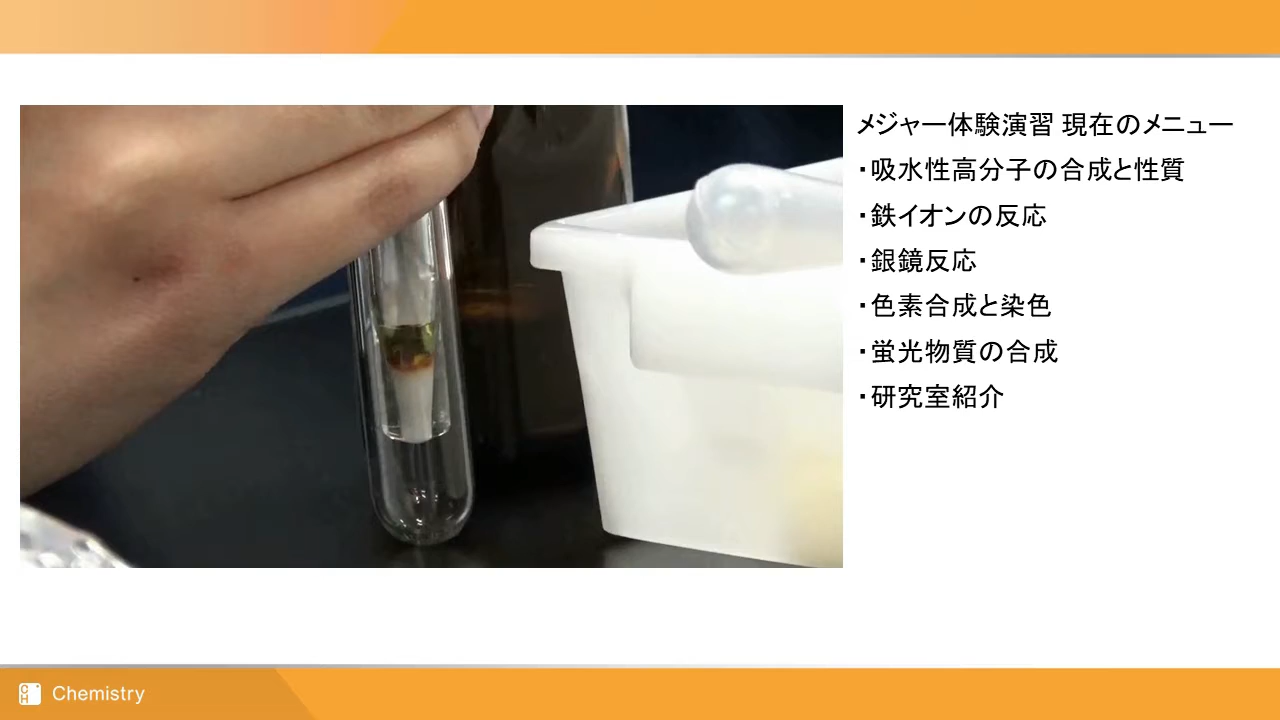 メジャー体験演習 現在のメニュー
・吸水性高分子の合成と性質
・鉄イオンの反応
・銀鏡反応
・色素合成と染色
・蛍光物質の合成
・研究室紹介
CH Chemistry